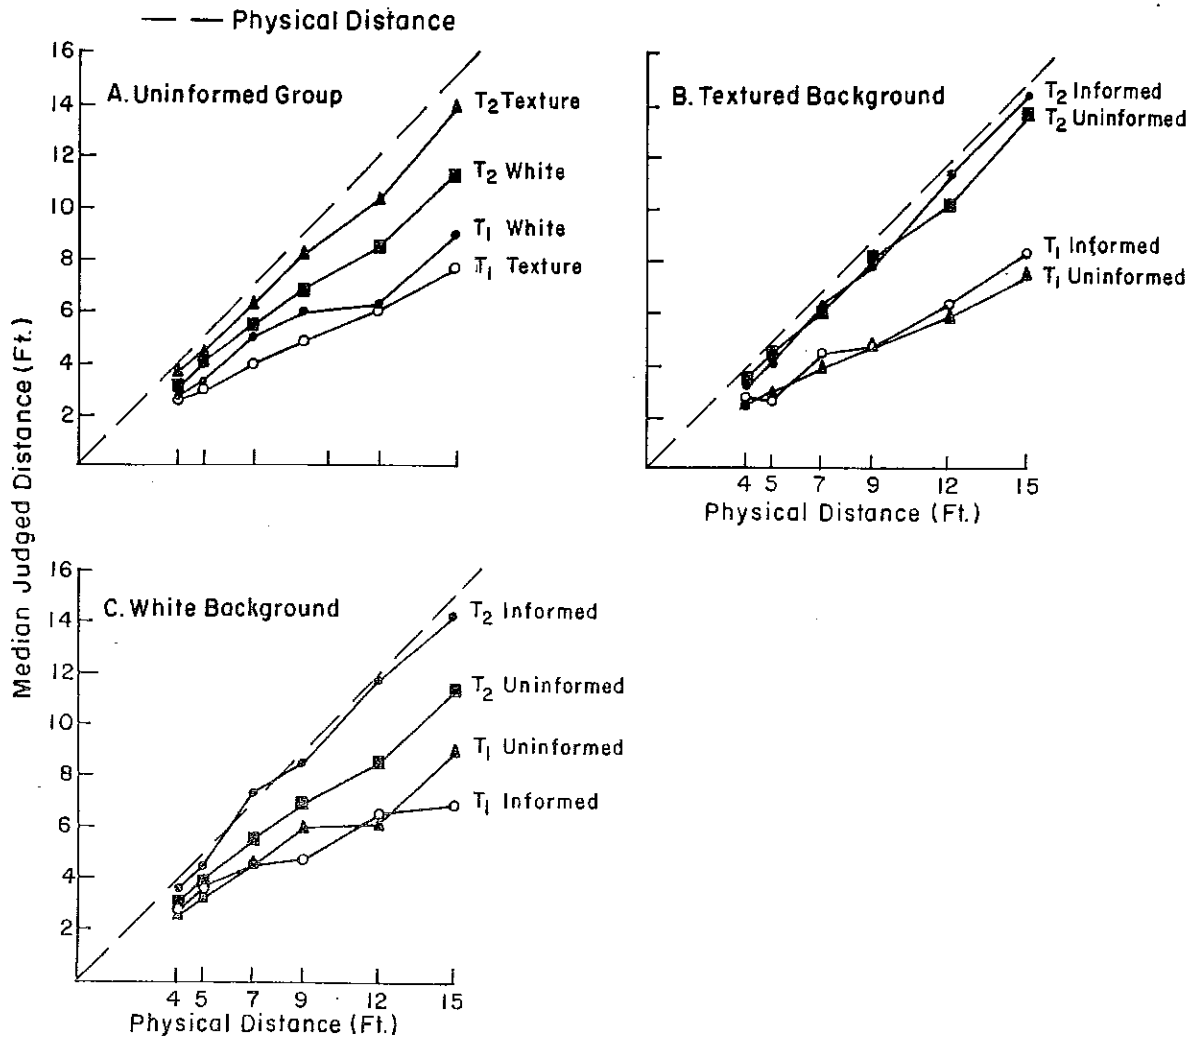 — — Physical Distance
Median Judged Distance (Ft.)
A. Uninformed Group
16
14
12
10
8
6
4
2
T2 Texture
T2 White
T1 White
T1 Texture
B. Textured Background
T2 Informed
T2 Uninformed
T1 Informed
T1 Uninformed
4 5 7 9 12 15
Physical Distance (Ft.)
C. White Background
16
14
12
10
8
6
4
2
T2 Informed
T2 Uninformed
T1 Uninformed
T1 Informed
4 5 7 9 12 15
Physical Distance (Ft.)